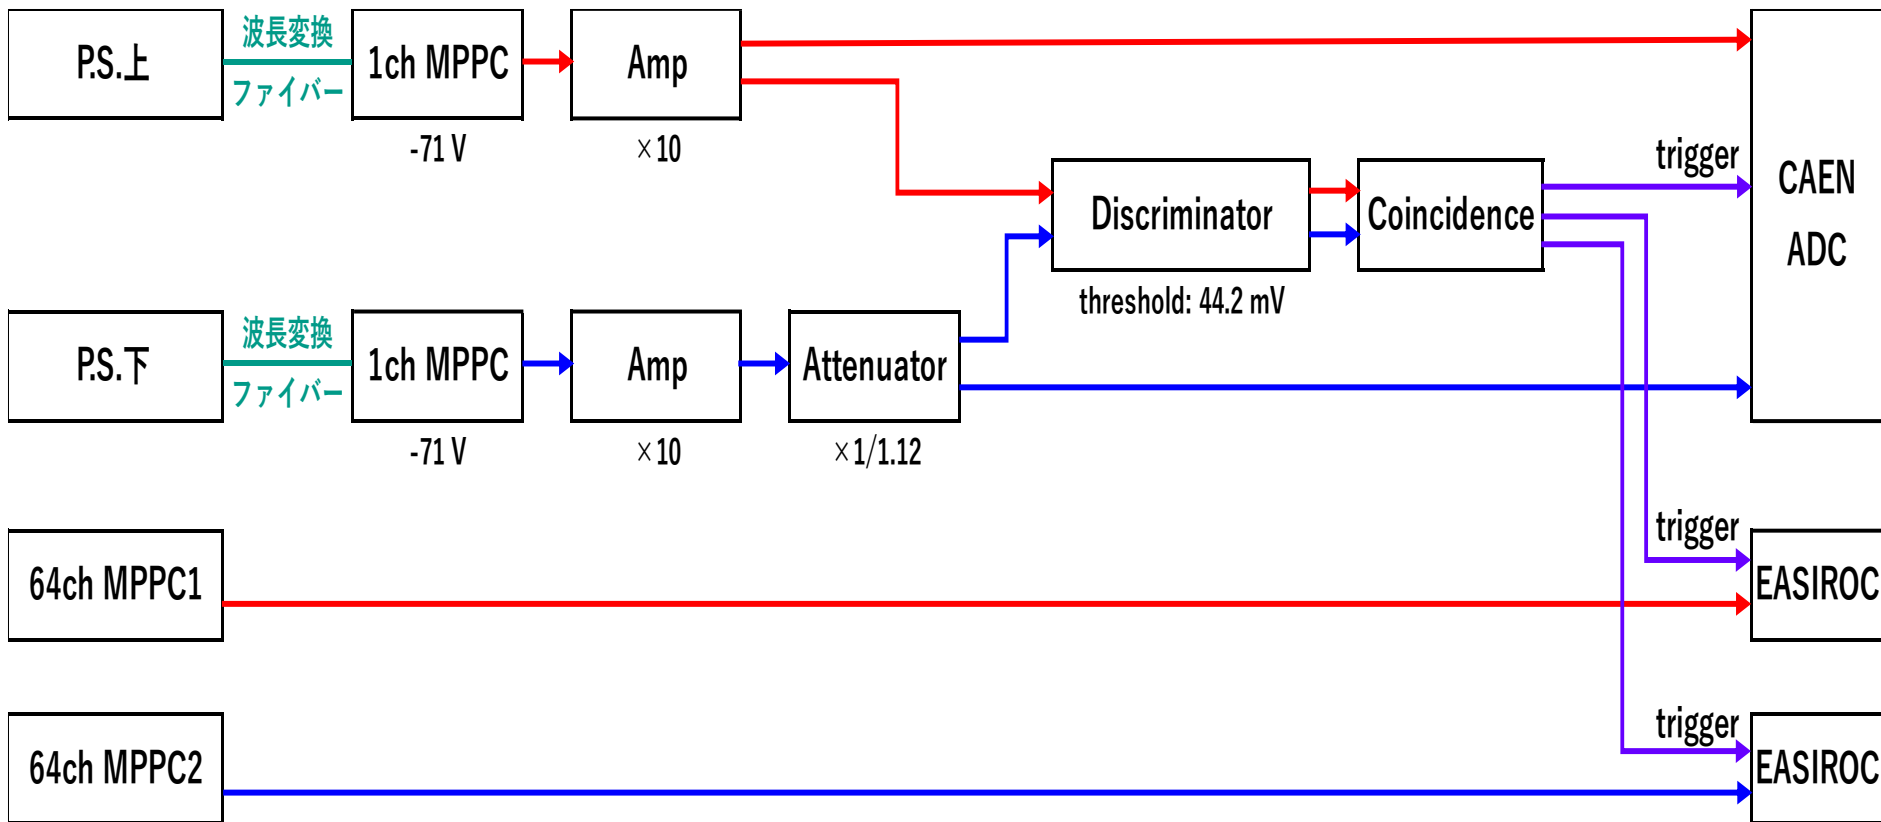 P.S.上
波長変換
ファイバー
1ch MPPC
-71 V
Amp
×10
Discriminator
threshold: 44.2 mV
Coincidence
trigger
CAEN
ADC
P.S.下
波長変換
ファイバー
1ch MPPC
-71 V
Amp
×10
Attenuator
×1/1.12
64ch MPPC1
trigger
EASIROC
64ch MPPC2
trigger
EASIROC